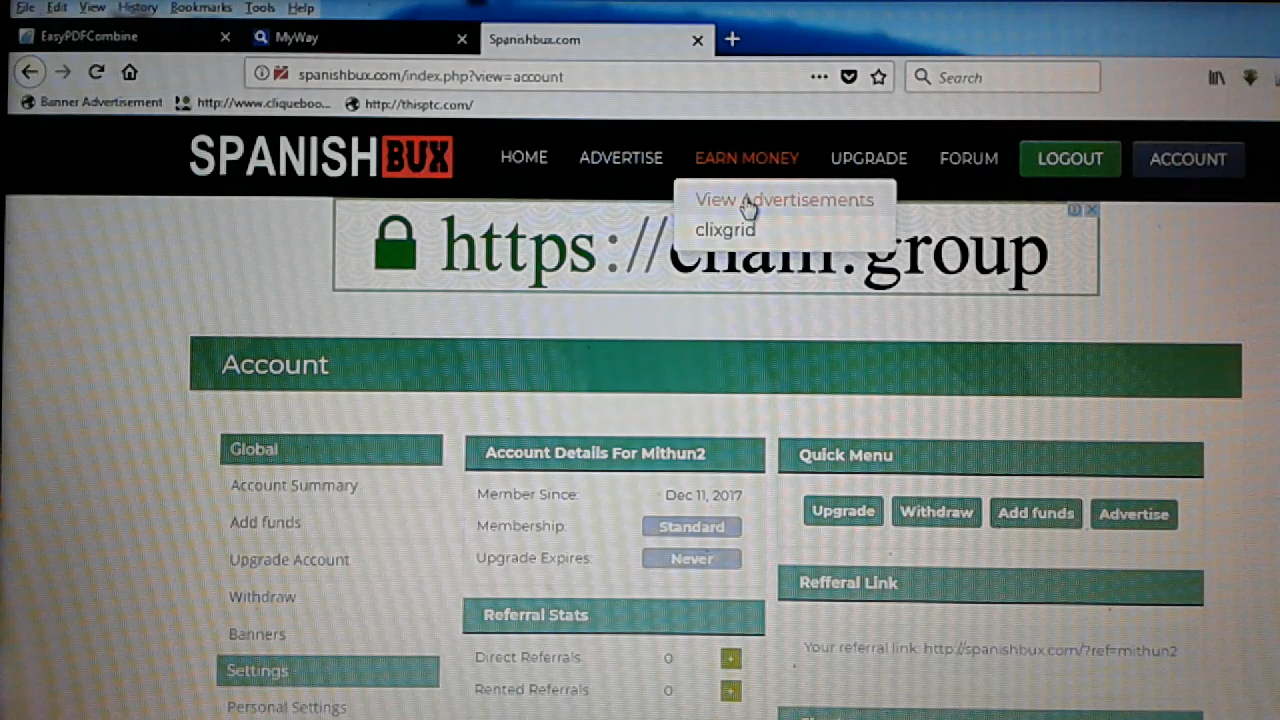 File Edit View History Bookmarks Tools Help
EasyPDFCombine
MyWay
Spanishbux.com
spanishbux.com/index.php?view=account
Search
Banner Advertisement
http://www.cliqueboo...
http://thisptc.com/
SPANISHBUX
HOME
ADVERTISE
EARN MONEY
UPGRADE
FORUM
LOGOUT
ACCOUNT
View Advertisements
clixgrid
https://chain.group
Account
Global
Account Summary
Add funds
Upgrade Account
Withdraw
Banners
Settings
Personal Settings
Account Details For Mithun2
Member Since: Dec 11, 2017
Membership: Standard
Upgrade Expires: Never
Referral Stats
Direct Referrals 0 +
Rented Referrals 0 +
Quick Menu
Upgrade Withdraw Add funds Advertise
Refferal Link
Your referral link: http://spanishbux.com/?ref=mithun2